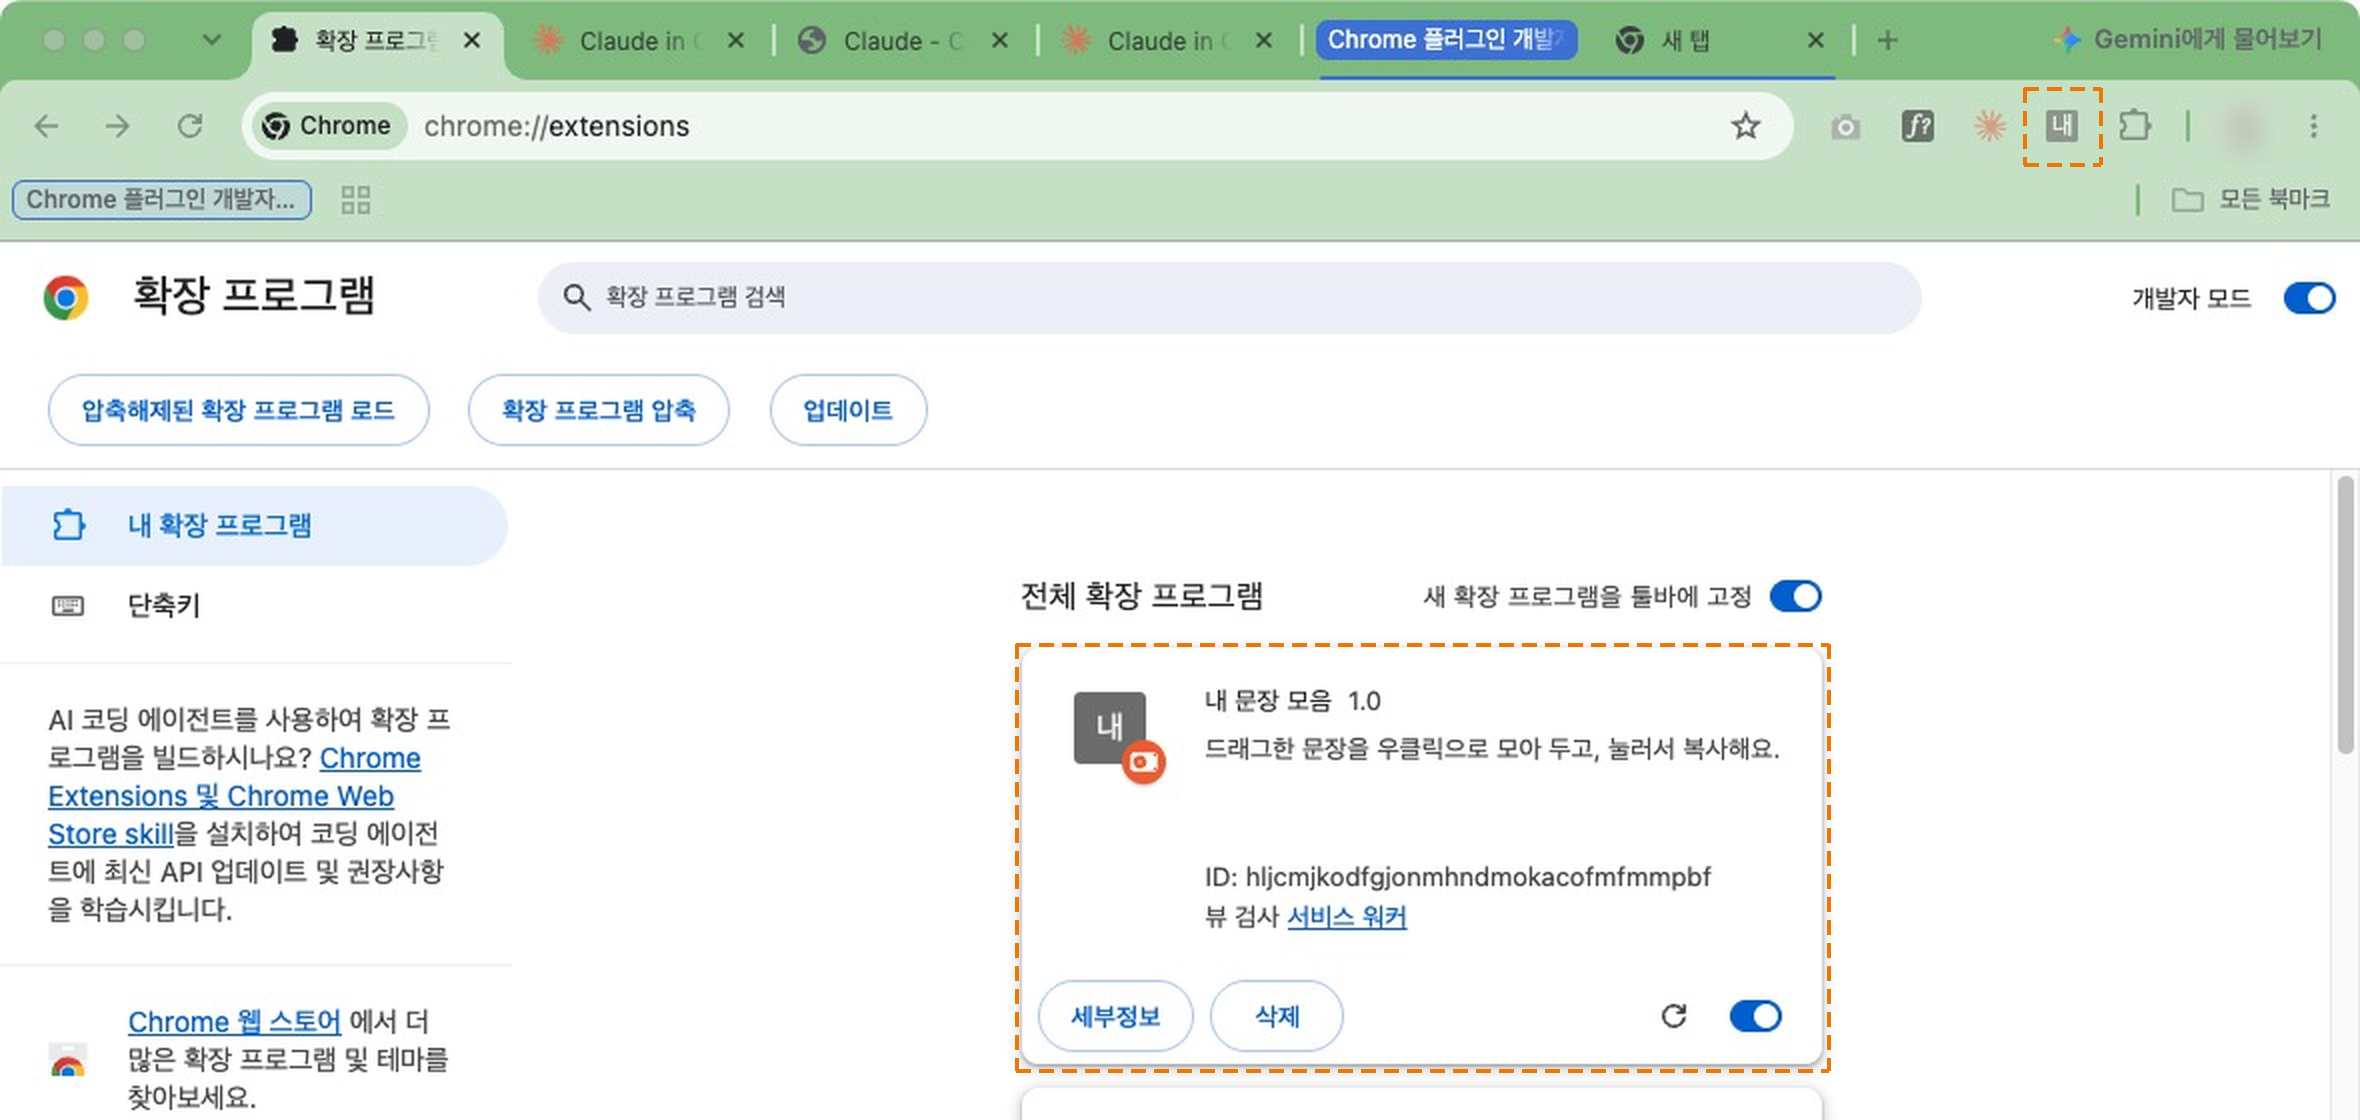 확장 프로그
Claude in
Claude - C
Claude in
Chrome 플러그인 개발
새 탭
Gemini에게 물어보기
Chrome
chrome://extensions
f?
내
Chrome 플러그인 개발자...
모든 북마크
확장 프로그램
확장 프로그램 검색
개발자 모드
압축해제된 확장 프로그램 로드
확장 프로그램 압축
업데이트
내 확장 프로그램
단축키
AI 코딩 에이전트를 사용하여 확장 프
로그램을 빌드하시나요? Chrome
Extensions 및 Chrome Web
Store skill을 설치하여 코딩 에이전
트에 최신 API 업데이트 및 권장사항
을 학습시킵니다.
Chrome 웹 스토어 에서 더
많은 확장 프로그램 및 테마를
찾아보세요.
전체 확장 프로그램
새 확장 프로그램을 툴바에 고정
내
내 문장 모음 1.0
드래그한 문장을 우클릭으로 모아 두고, 눌러서 복사해요.
ID: hljcmjkodfgjonmhndmokacofmfmmpbf
뷰 검사 서비스 워커
세부정보
삭제